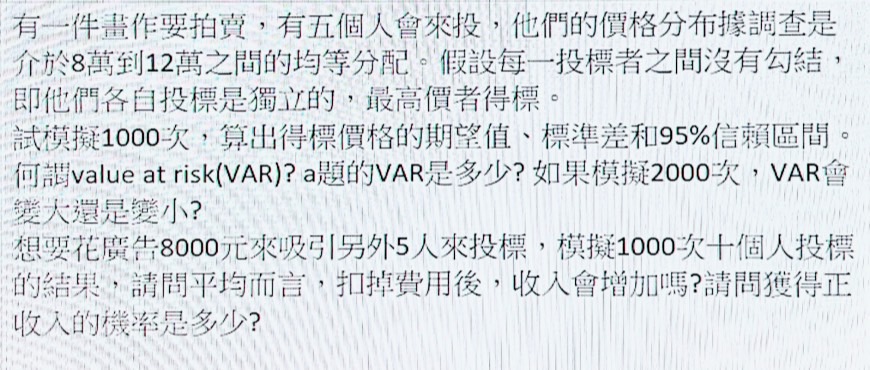 有一件畫作要拍賣，有五個人會來投，他們的價格分布據調查是
介於8萬到12萬之間的均等分配。假設每一投標者之間沒有勾結，
即他們各自投標是獨立的，最高價者得標。
試模擬1000次，算出得標價格的期望值、標準差和95%信賴區間。
何謂value at risk(VAR)? a題的VAR是多少? 如果模擬2000次，VAR會
變大還是變小?
想要花廣告8000元來吸引另外5人來投標，模擬1000次十個人投標
的結果，請問平均而言，扣掉費用後，收入會增加嗎?請問獲得正
收入的機率是多少?